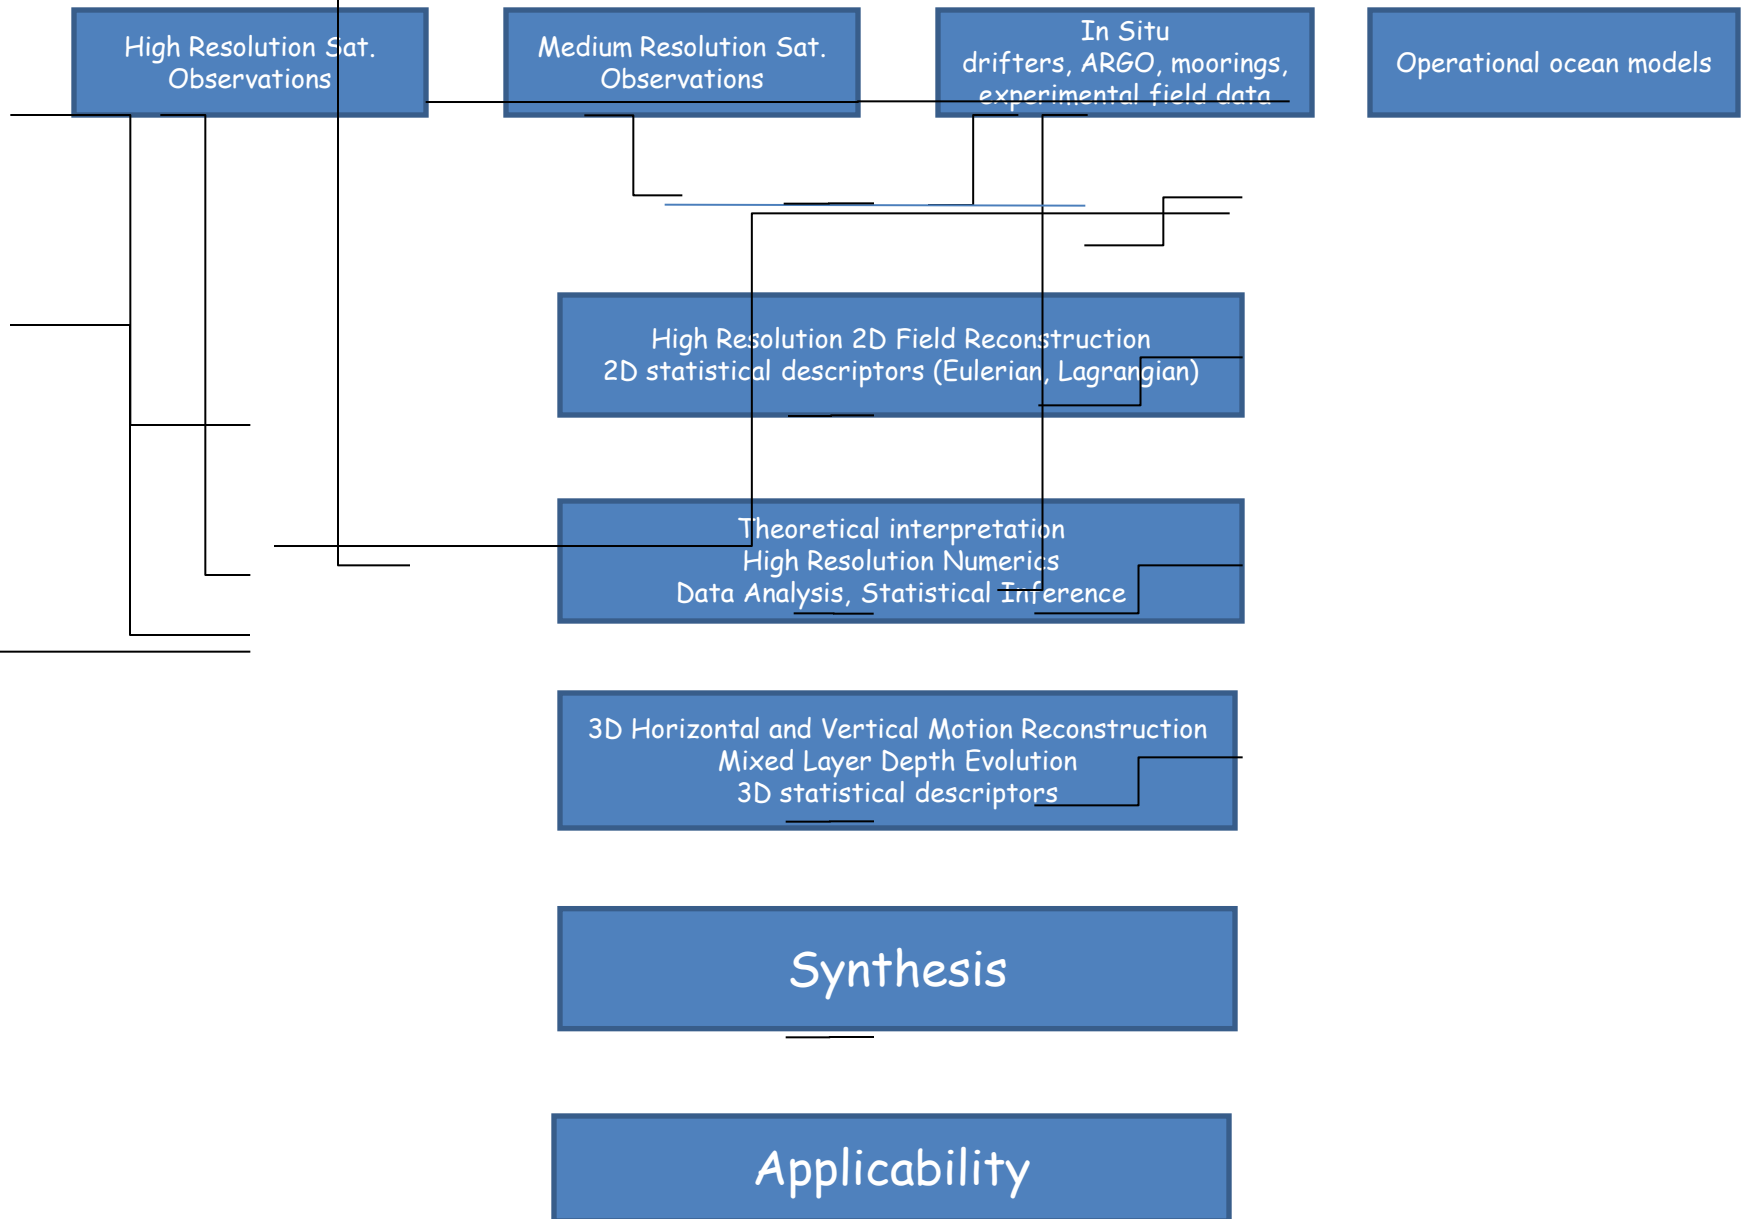 High Resolution Sat.
Observations
Medium Resolution Sat.
Observations
In Situ
drifters, ARGO, moorings,
experimental field data
Operational ocean models
High Resolution 2D Field Reconstruction
2D statistical descriptors (Eulerian, Lagrangian)
Theoretical interpretation
High Resolution Numerics
Data Analysis, Statistical Inference
3D Horizontal and Vertical Motion Reconstruction
Mixed Layer Depth Evolution
3D statistical descriptors
Synthesis
Applicability